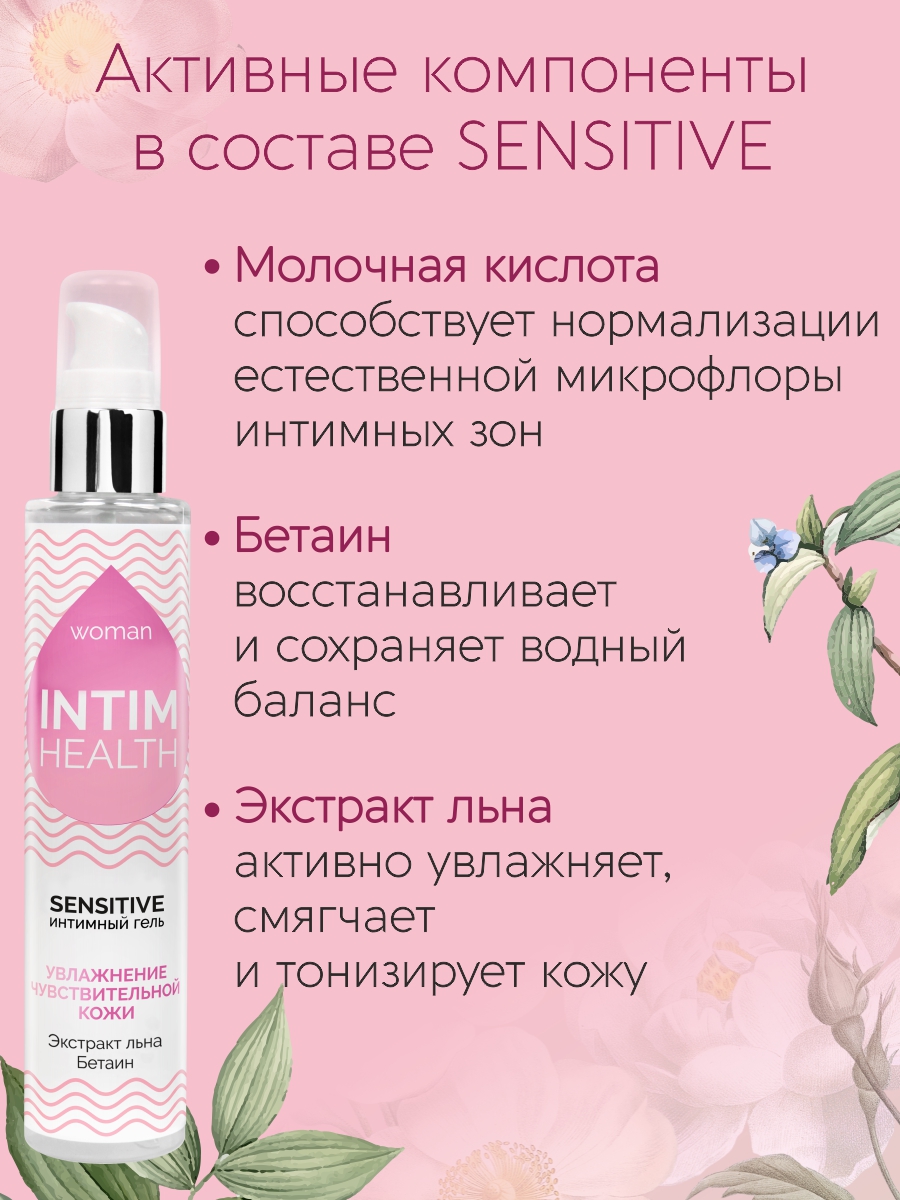 Активные компоненты
в составе SENSITIVE
• Молочная кислота
способствует нормализации
естественной микрофлоры
интимных зон
• Бетаин
восстанавливает
и сохраняет водный
баланс
• Экстракт льна
активно увлажняет,
смягчает
и тонизирует кожу
woman
INTIM
HEALTH
SENSITIVE
ИНТИМНЫЙ ГЕЛЬ
УВЛАЖНЕНИЕ
ЧУВСТВИТЕЛЬНОЙ
КОЖИ
Экстракт льна
Бетаин